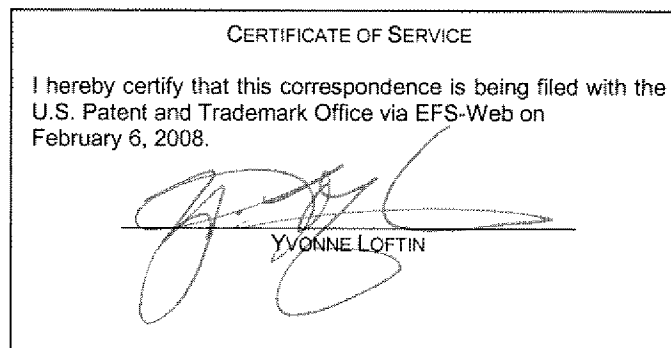 CERTIFICATE OF SERVICE
I hereby certify that this correspondence is being filed with the
U.S. Patent and Trademark Office via EFS-Web on
February 6, 2008.
YVONNE LOFTIN